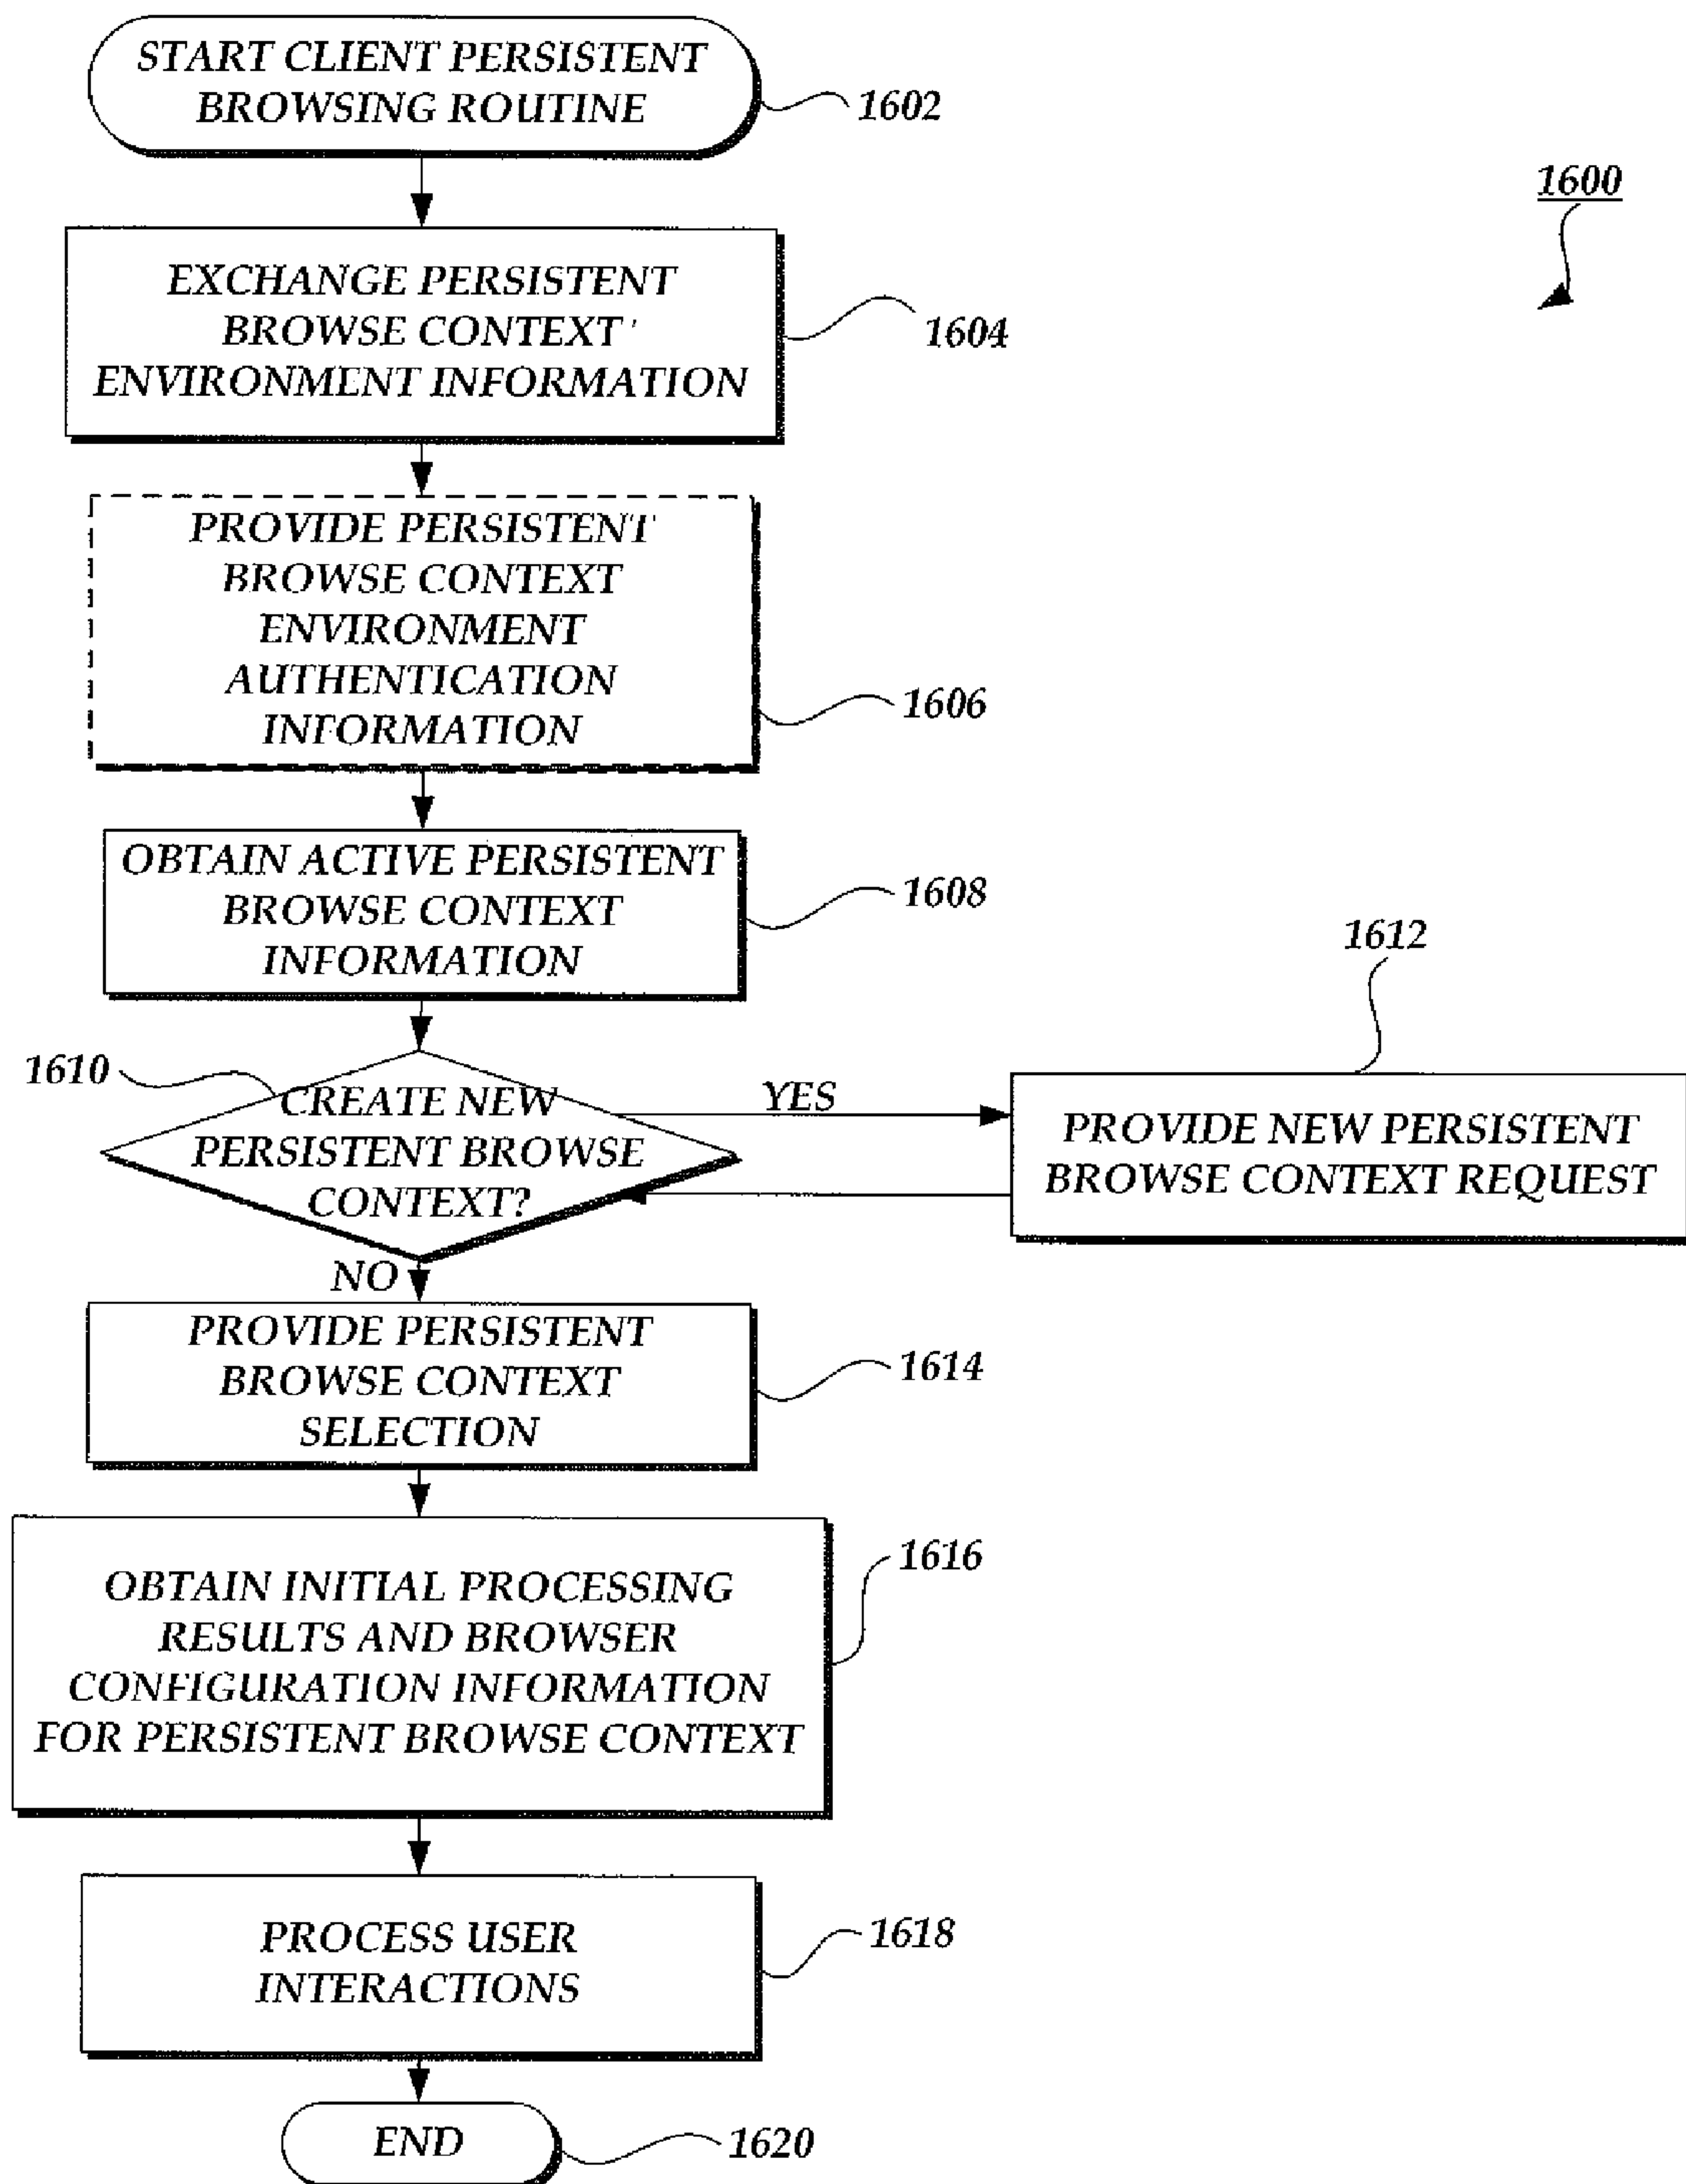 START CLIENT PERSISTENT
BROWSING ROUTINE
1602
1600
EXCHANGE PERSISTENT
BROWSE CONTEXT
ENVIRONMENT INFORMATION
1604
PROVIDE PERSISTENT
BROWSE CONTEXT
ENVIRONMENT
AUTHENTICATION
INFORMATION
1606
OBTAIN ACTIVE PERSISTENT
BROWSE CONTEXT
INFORMATION
1608
1612
1610
CREATE NEW
PERSISTENT BROWSE
CONTEXT?
YES
PROVIDE NEW PERSISTENT
BROWSE CONTEXT REQUEST
NO
PROVIDE PERSISTENT
BROWSE CONTEXT
SELECTION
1614
OBTAIN INITIAL PROCESSING
RESULTS AND BROWSER
CONFIGURATION INFORMATION
FOR PERSISTENT BROWSE CONTEXT
1616
PROCESS USER
INTERACTIONS
1618
END
1620